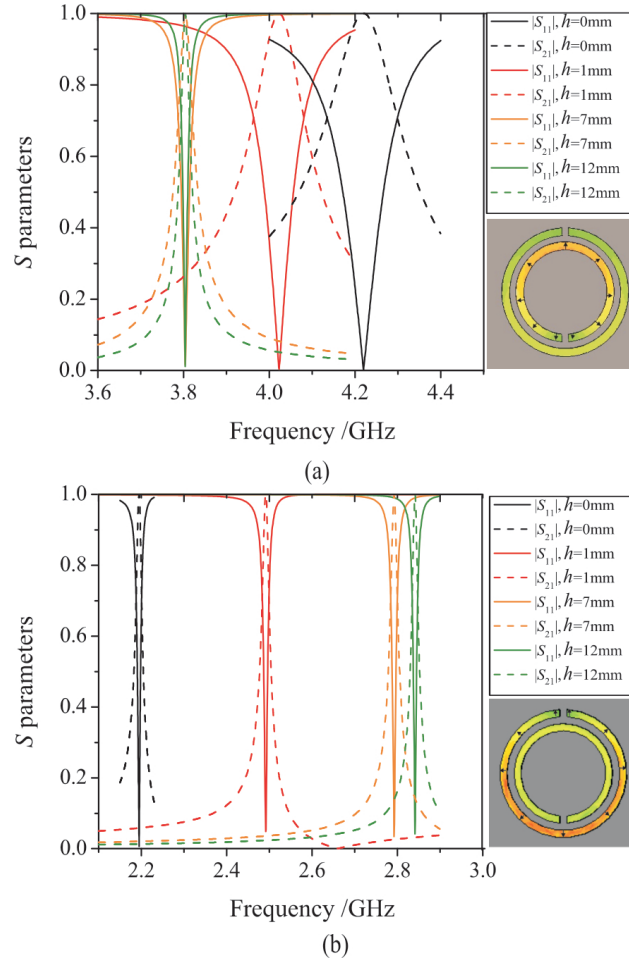 |S₁₁|, h=0mm
|S₂₁|, h=0mm
|S₁₁|, h=1mm
|S₂₁|, h=1mm
|S₁₁|, h=7mm
|S₂₁|, h=7mm
|S₁₁|, h=12mm
|S₂₁|, h=12mm
S parameters
1.0
0.8
0.6
0.4
0.2
0.0
3.6 3.8 4.0 4.2 4.4
Frequency /GHz
(a)
|S₁₁|, h=0mm
|S₂₁|, h=0mm
|S₁₁|, h=1mm
|S₂₁|, h=1mm
|S₁₁|, h=7mm
|S₂₁|, h=7mm
|S₁₁|, h=12mm
|S₂₁|, h=12mm
S parameters
1.0
0.8
0.6
0.4
0.2
0.0
2.2 2.4 2.6 2.8 3.0
Frequency /GHz
(b)